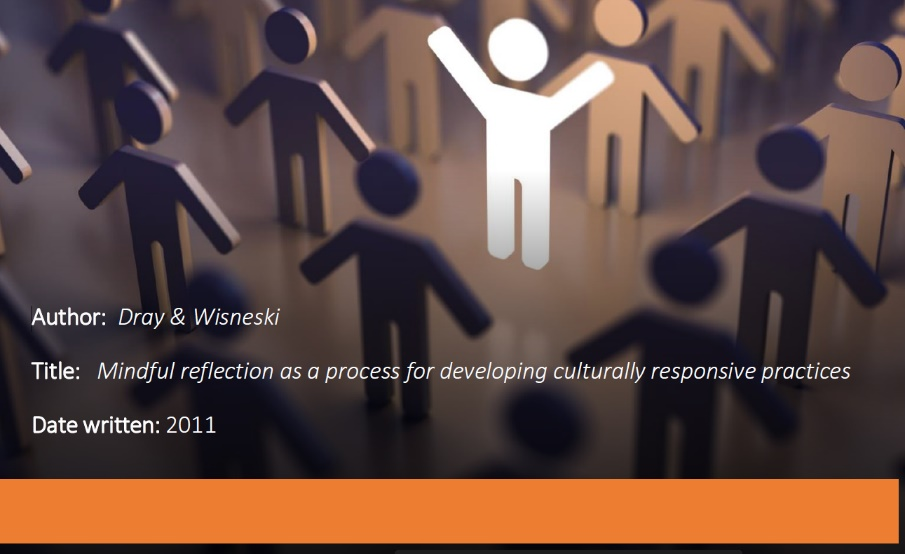 Author: Dray & Wisneski
Title: Mindful reflection as a process for developing culturally responsive practices
Date written: 2011